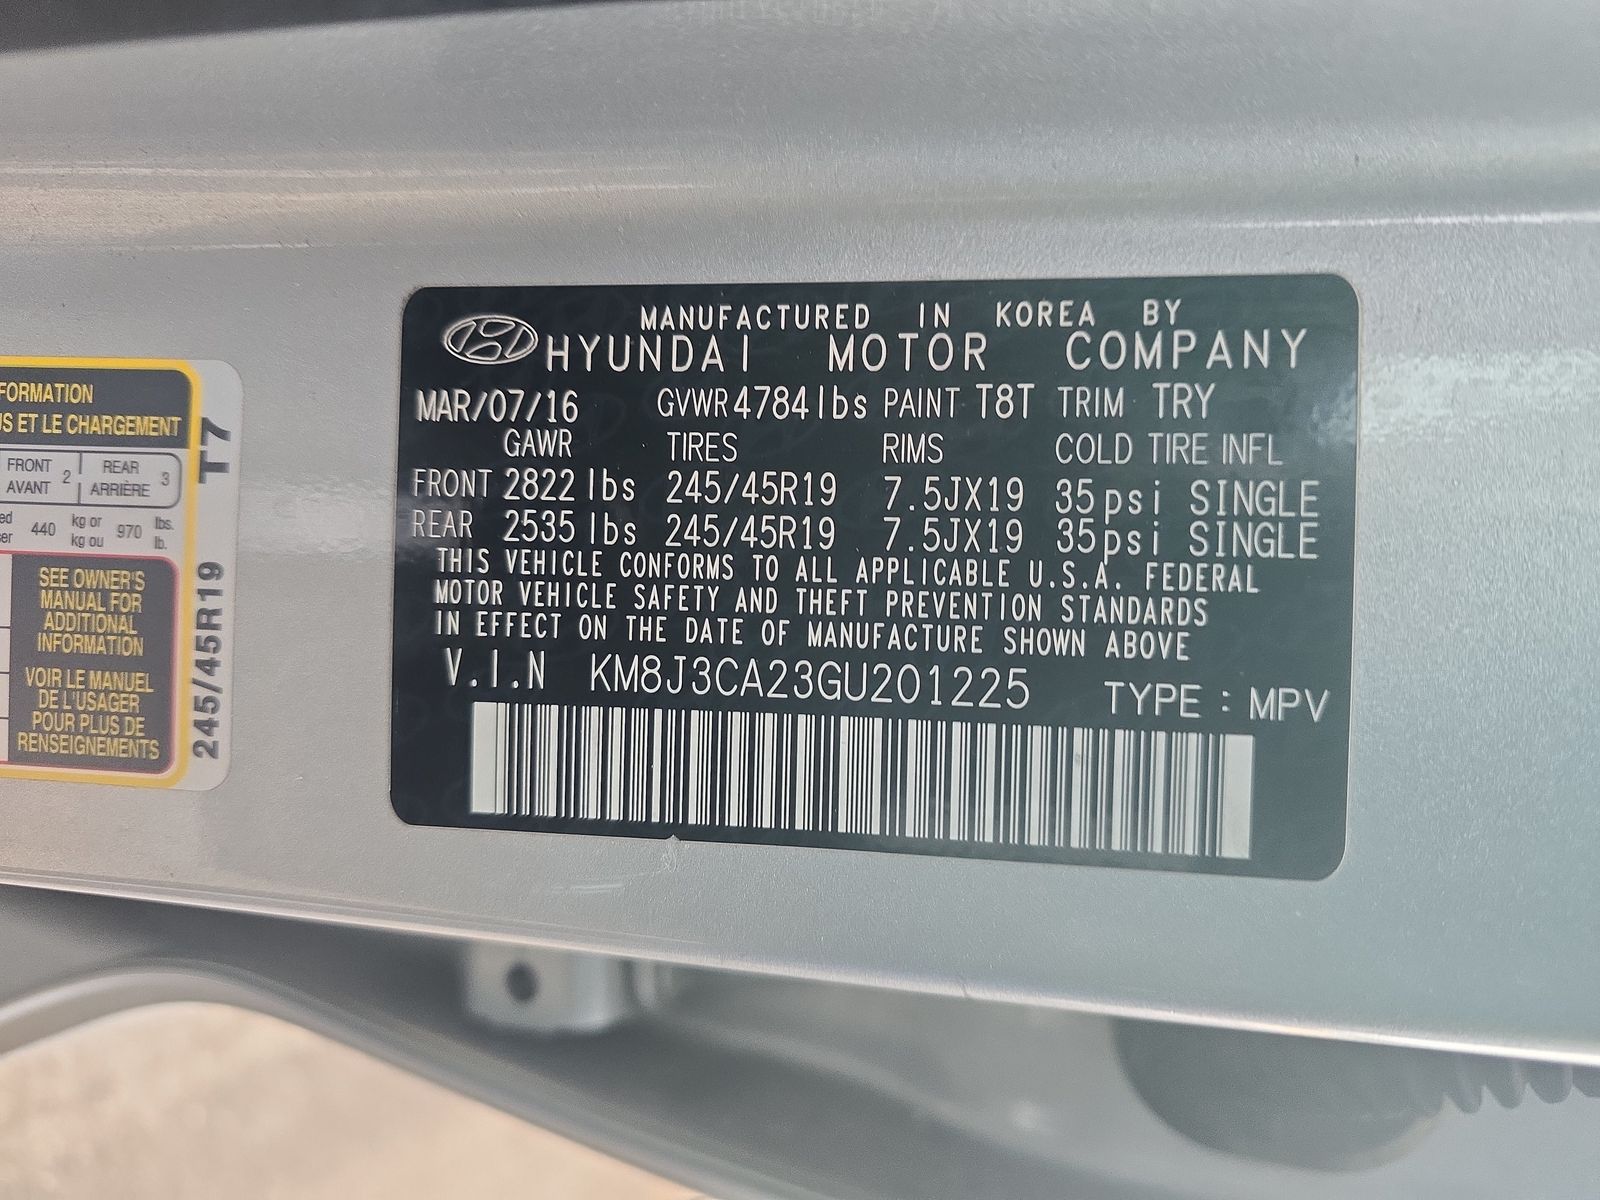 MANUFACTURED IN KOREA BY
HYUNDAI MOTOR COMPANY
MAR/07/16 GVWR 4784lbs PAINT T8T TRIM TRY
GAWR TIRES RIMS COLD TIRE INFL
FRONT 2822 lbs 245/45R19 7.5JX19 35psi SINGLE
REAR 2535 lbs 245/45R19 7.5JX19 35psi SINGLE
THIS VEHICLE CONFORMS TO ALL APPLICABLE U.S.A. FEDERAL
MOTOR VEHICLE SAFETY AND THEFT PREVENTION STANDARDS
IN EFFECT ON THE DATE OF MANUFACTURE SHOWN ABOVE
V.I.N KM8J3CA23GU201225 TYPE : MPV
FORMATION
US ET LE CHARGEMENT
FRONT 2 REAR 3
AVANT ARRIÈRE
440 kg or 970 lbs.
kg ou lb.
SEE OWNER'S
MANUAL FOR
ADDITIONAL
INFORMATION
VOIR LE MANUEL
DE L'USAGER
POUR PLUS DE
RENSEIGNEMENTS
245/45R19 T7